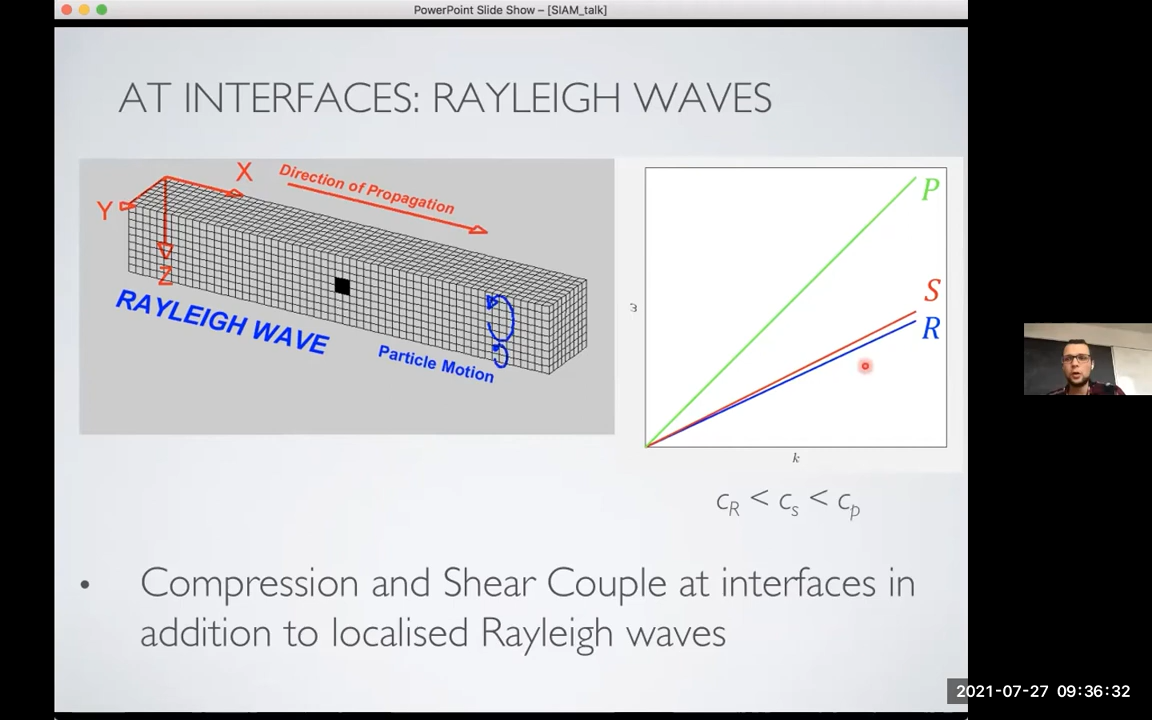 PowerPoint Slide Show – [SIAM_talk]
AT INTERFACES: RAYLEIGH WAVES
X
Direction of Propagation
Y
Z
RAYLEIGH WAVE
Particle Motion
P
S
R
ω
k
c_R < c_s < c_p
• Compression and Shear Couple at interfaces in
addition to localised Rayleigh waves
2021-07-27 09:36:32